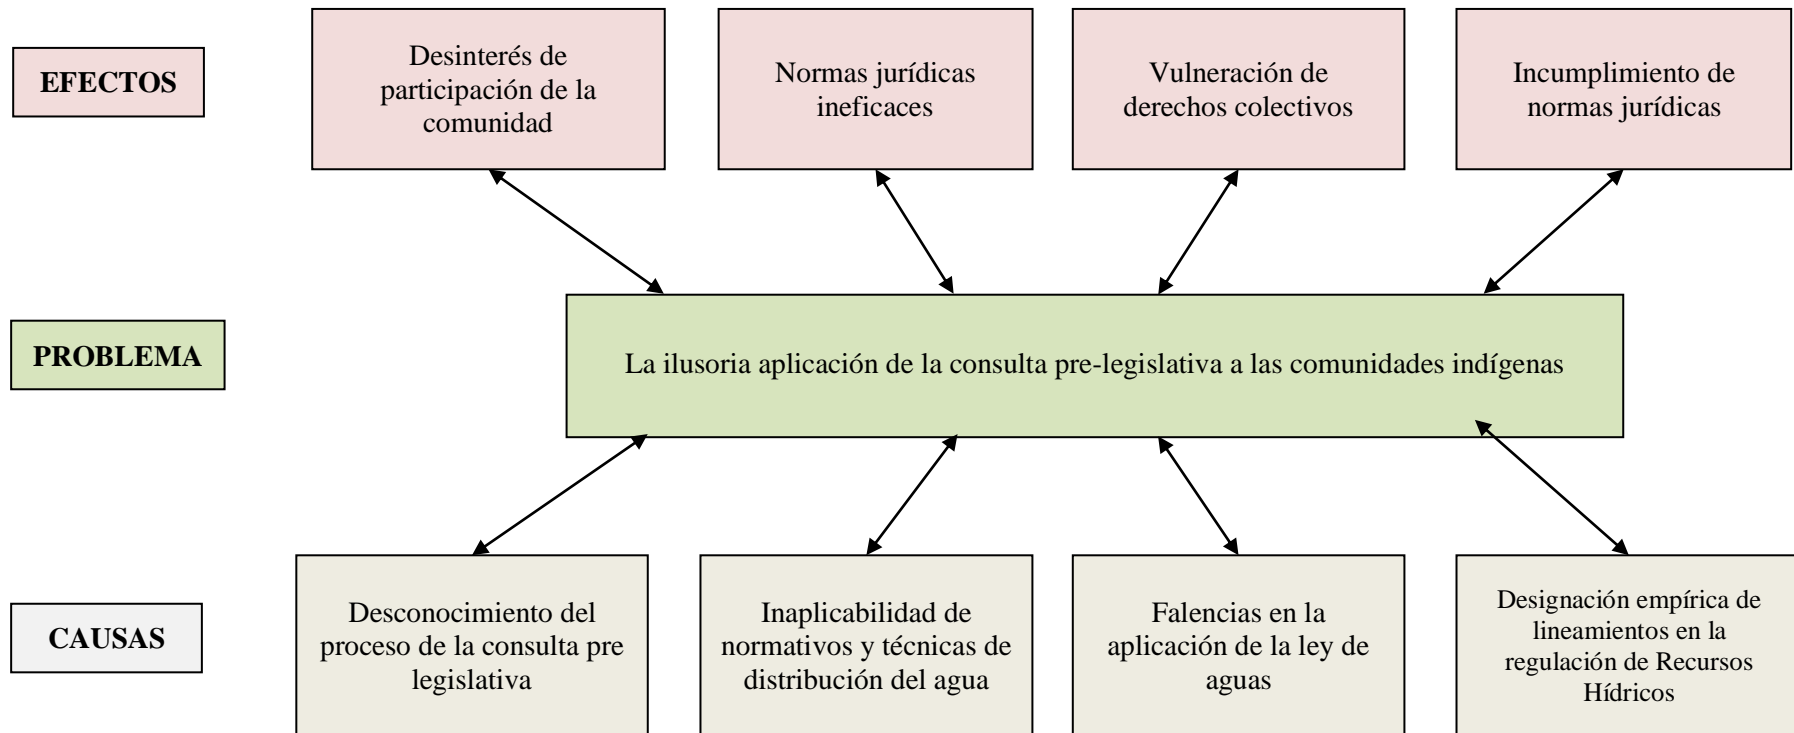 EFECTOS
Desinterés de
participación de la
comunidad
Normas jurídicas
ineficaces
Vulneración de
derechos colectivos
Incumplimiento de
normas jurídicas
PROBLEMA
La ilusoria aplicación de la consulta pre-legislativa a las comunidades indígenas
CAUSAS
Desconocimiento del
proceso de la consulta pre
legislativa
Inaplicabilidad de
normativos y técnicas de
distribución del agua
Falencias en la
aplicación de la ley de
aguas
Designación empírica de
lineamientos en la
regulación de Recursos
Hídricos